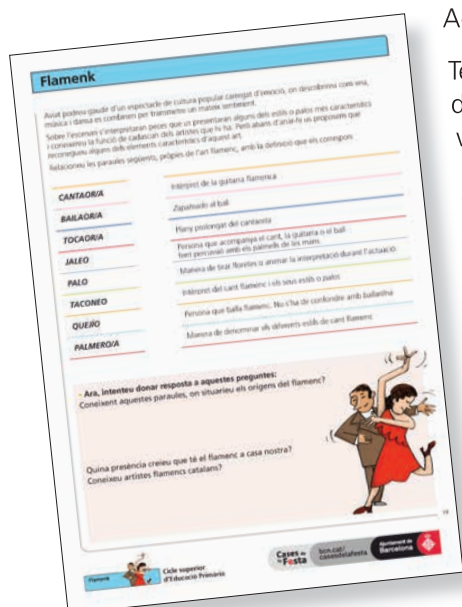 A
Te
d
v
Flamenk
Aviat podreu gaudir d'un espectacle de cultura popular carregat d'emoció, on descobrireu com veu,
música i dansa es combinen per transmetre un mateix sentiment.
Sobre l'escenari s'interpretaran peces que us presentaran alguns dels estils o palos més característics
i coneixereu la funció de cadascun dels artistes que hi ha. Però abans d'anar-hi us proposem que
reconegueu alguns dels elements característics d'aquest art.
Relacioneu les paraules següents, pròpies de l'art flamenc, amb la definició que els correspon:
CANTAOR/A
Intèrpret de la guitarra flamenca
BAILAOR/A
Zapateado al ball
TOCAOR/A
Plany prolongat del cantaor/a
JALEO
Persona que acompanya el cant, la guitarra o el ball
fent percussió amb els palmells de les mans.
PALO
Manera de tirar floretes o animar la interpretació durant l'actuació
TACONEO
Intèrpret del cant flamenc i els seus estils o palos
QUEJÍO
Persona que balla flamenc. No s'ha de confondre amb ballarí/na
PALMERO/A
Manera de denominar els diferents estils de cant flamenc
- Ara, intenteu donar resposta a aquestes preguntes:
Coneixent aquestes paraules, on situaríeu els orígens del flamenc?
Quina presència creieu que té el flamenc a casa nostra?
Coneixeu artistes flamencs catalans?
Flamenk
Cicle superior
d'Educació Primària
Cases de
la Festa
bcn.cat/
casesdelafesta
Ajuntament de
Barcelona